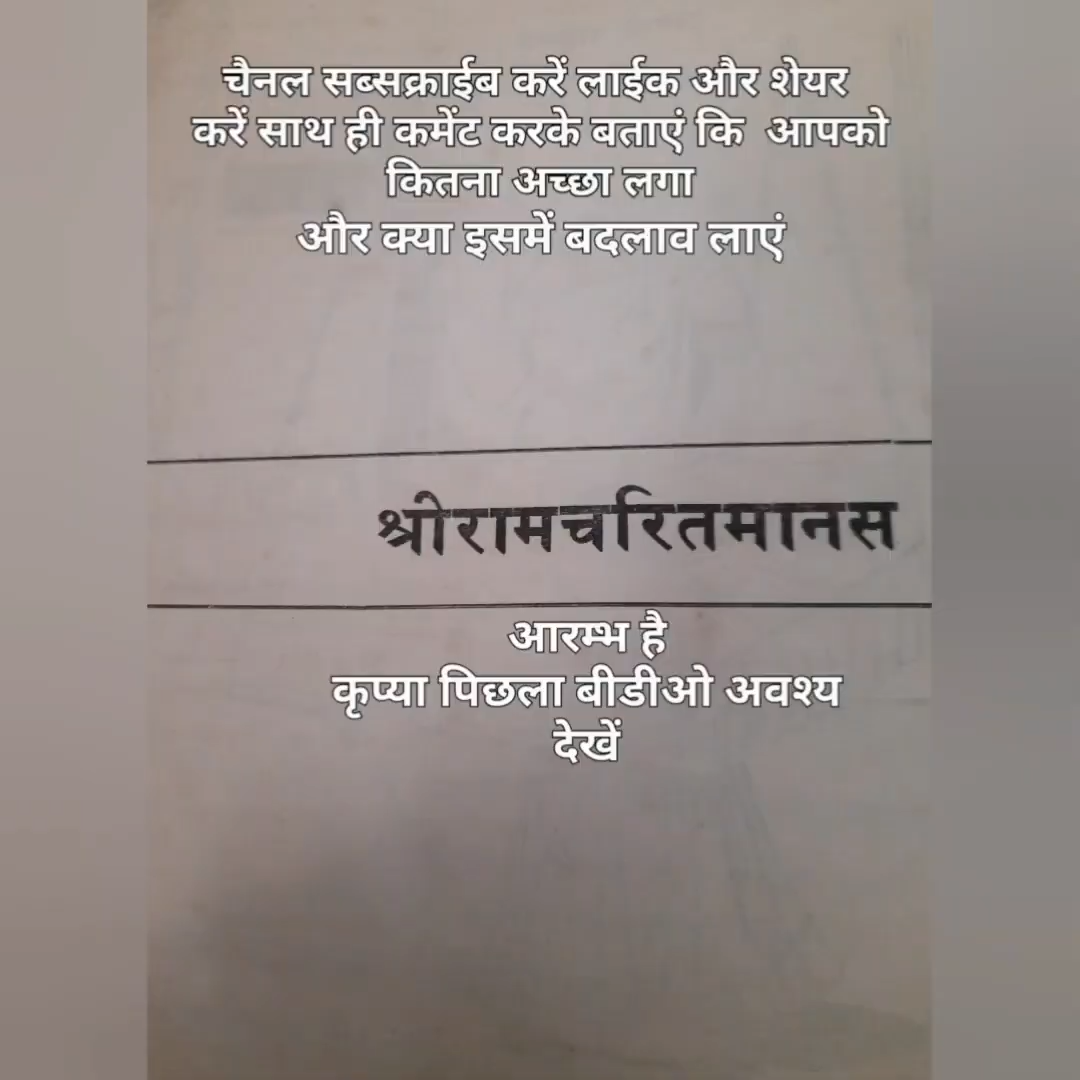 चैनल सब्सक्राईब करें लाईक और शेयर
करें साथ ही कमेंट करके बताएं कि आपको
कितना अच्छा लगा
और क्या इसमें बदलाव लाएं
श्रीरामचरितमानस
आरम्भ है
कृप्या पिछला बीडीओ अवश्य
देखें